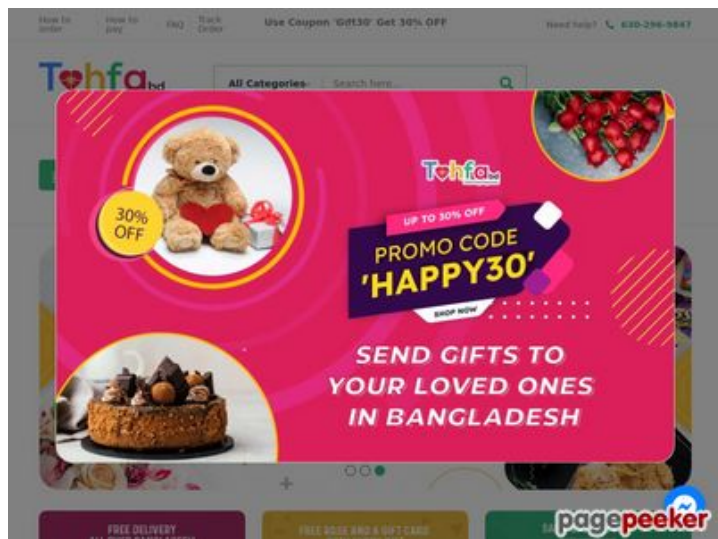 How to order
How to pay
FAQ
Track Order
Use Coupon 'Gift30' Get 30% OFF
Need help?
630-296-9847
Tohfa bd
All Categories
Search here...
Tohfa
30%
OFF
UP TO 30% OFF
PROMO CODE
'HAPPY30'
SHOP NOW
SEND GIFTS TO
YOUR LOVED ONES
IN BANGLADESH
FREE DELIVERY
FREE ROSE AND A GIFT CARD
pagepeeker